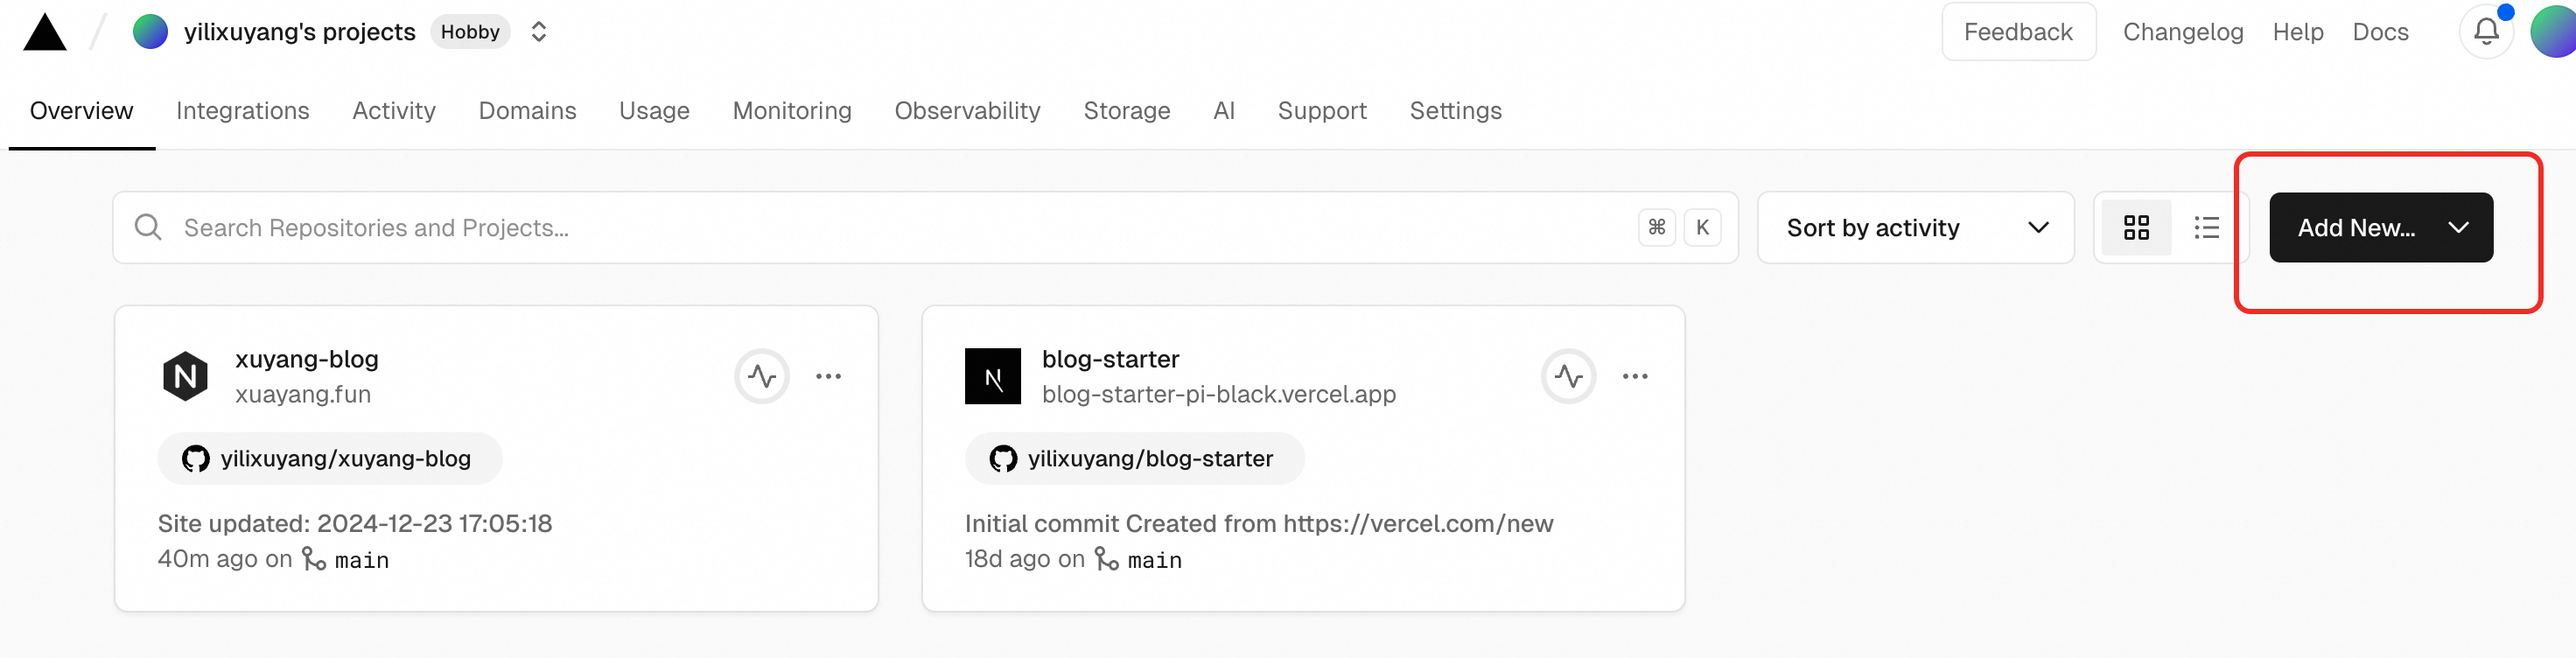 yilixuyang's projects Hobby Feedback Changelog Help Docs
Overview Integrations Activity Domains Usage Monitoring Observability Storage AI Support Settings
Search Repositories and Projects... ⌘ K Sort by activity Add New...
xuyang-blog
xuayang.fun
yilixuyang/xuyang-blog
Site updated: 2024-12-23 17:05:18
40m ago on main
blog-starter
blog-starter-pi-black.vercel.app
yilixuyang/blog-starter
Initial commit Created from https://vercel.com/new
18d ago on main